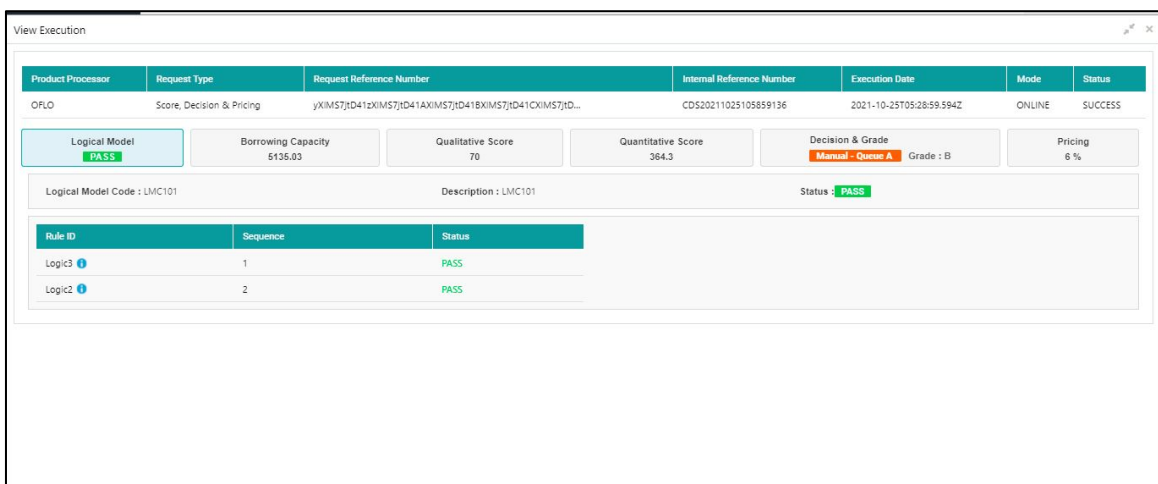 View Execution
Product Processor Request Type Request Reference Number Internal Reference Number Execution Date Mode Status
OFLO Score, Decision & Pricing yXIMS7jtD41zXIMS7jtD41AXIMS7jtD41BXIMS7jtD41CXIMS7jtD... CDS20211025105859136 2021-10-25T05:28:59.594Z ONLINE SUCCESS
Logical Model Borrowing Capacity Qualitative Score Quantitative Score Decision & Grade Pricing
PASS 5135.03 70 364.3 Manual - Queue A Grade : B 6 %
Logical Model Code : LMC101 Description : LMC101 Status : PASS
Rule ID Sequence Status
Logic3 1 PASS
Logic2 2 PASS